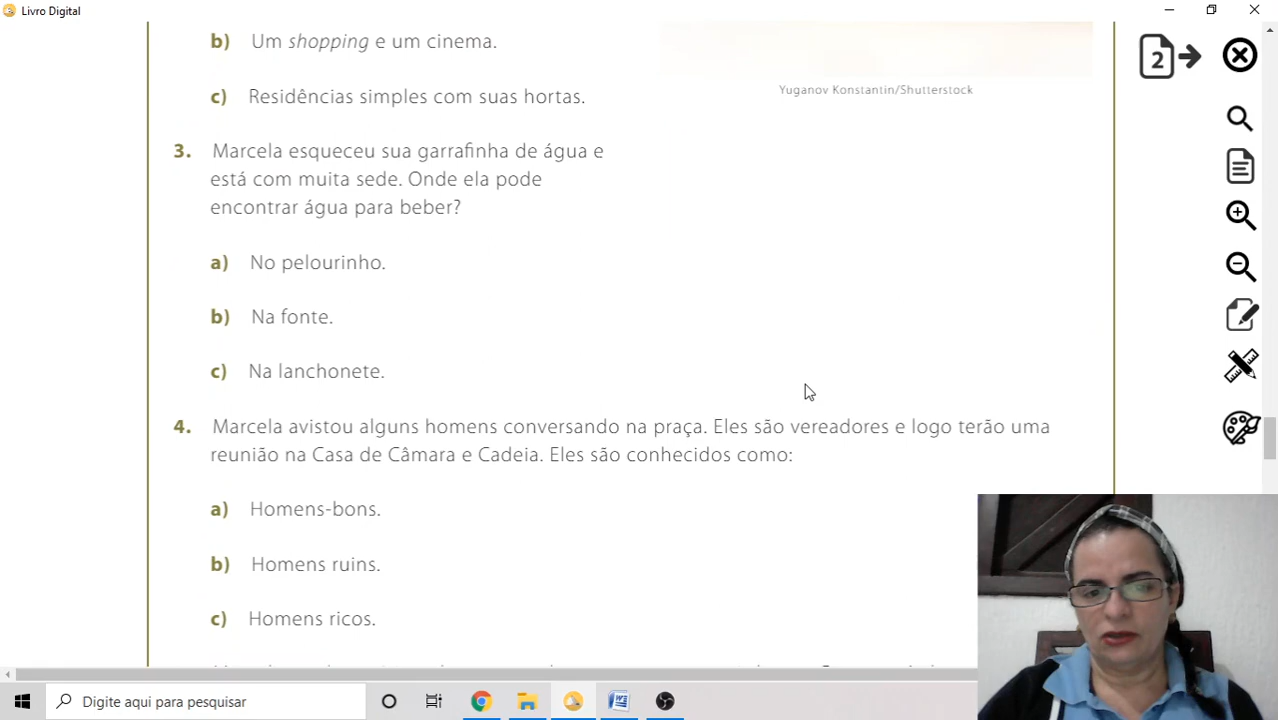 Livro Digital
b) Um shopping e um cinema.
Yuganov Konstantin/Shutterstock
c) Residências simples com suas hortas.
3. Marcela esqueceu sua garrafinha de água e
está com muita sede. Onde ela pode
encontrar água para beber?
a) No pelourinho.
b) Na fonte.
c) Na lanchonete.
4. Marcela avistou alguns homens conversando na praça. Eles são vereadores e logo terão uma
reunião na Casa de Câmara e Cadeia. Eles são conhecidos como:
a) Homens-bons.
b) Homens ruins.
c) Homens ricos.
2
Digite aqui para pesquisar